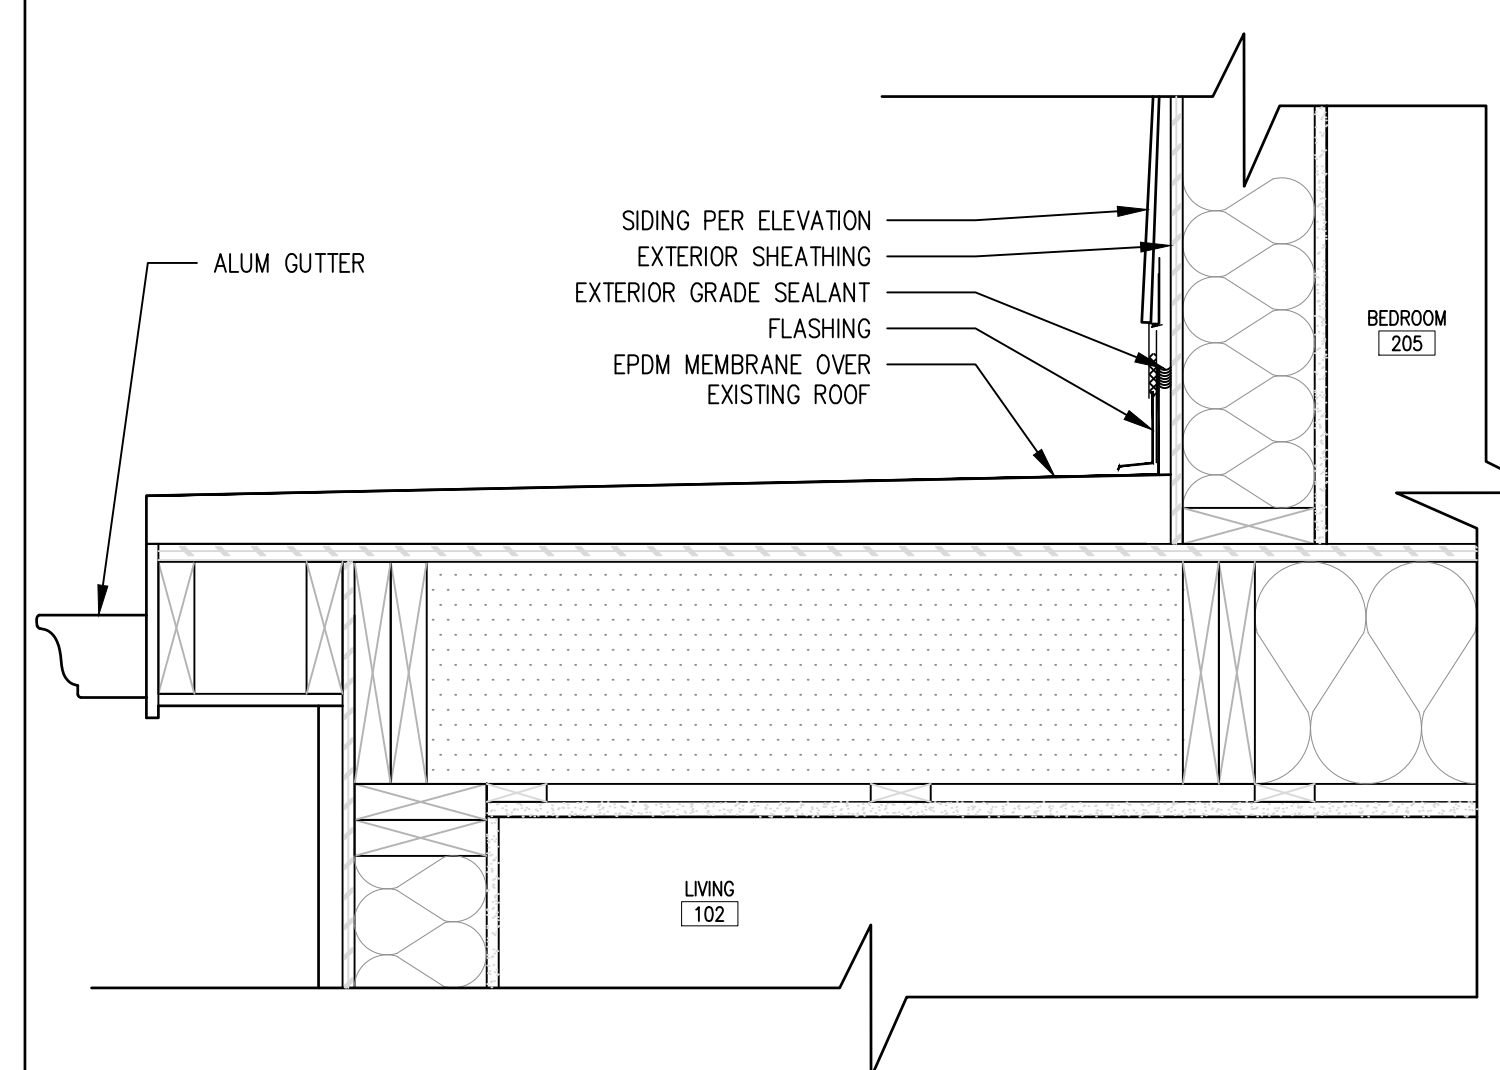 SIDING PER ELEVATION
ALUM GUTTER
EXTERIOR SHEATHING
EXTERIOR GRADE SEALANT
FLASHING
EPDM MEMBRANE OVER
EXISTING ROOF
BEDROOM
205
LIVING
102